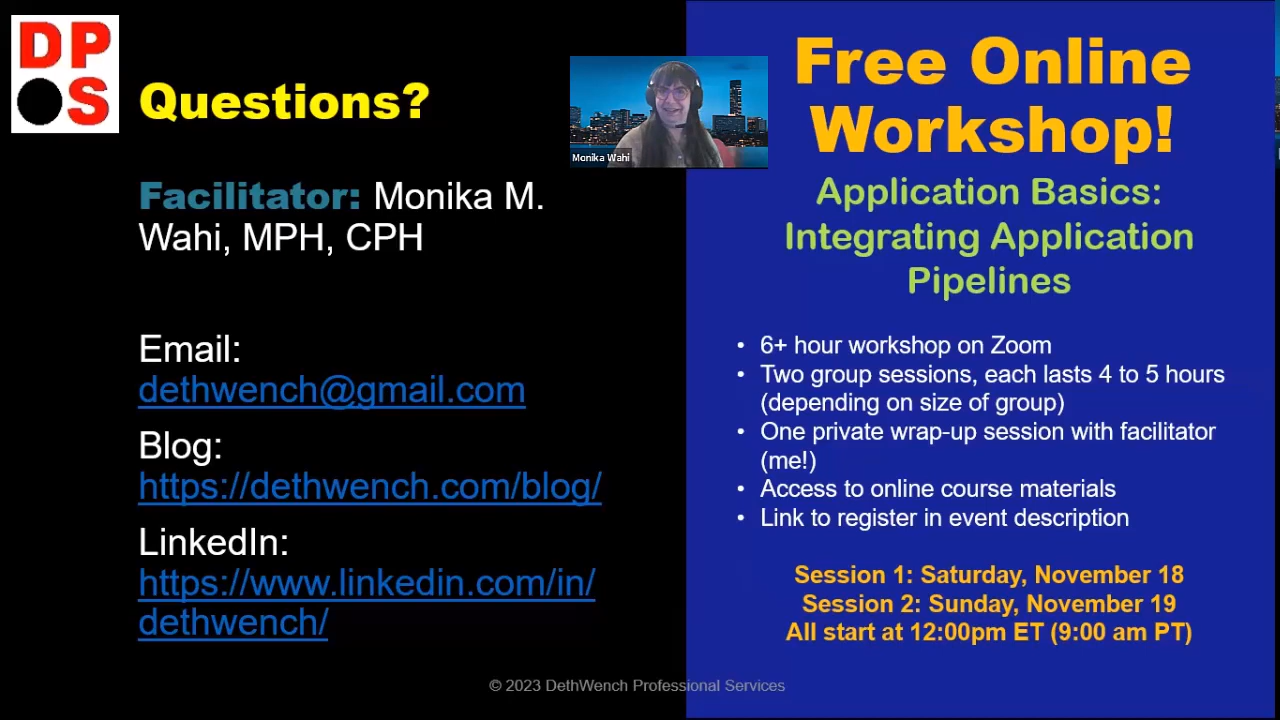 DP
S
Questions?
Facilitator: Monika M.
Wahi, MPH, CPH
Email:
dethwench@gmail.com
Blog:
https://dethwench.com/blog/
LinkedIn:
https://www.linkedin.com/in/
dethwench/
Monika Wahi
Free Online
Workshop!
Application Basics:
Integrating Application
Pipelines
• 6+ hour workshop on Zoom
• Two group sessions, each lasts 4 to 5 hours
(depending on size of group)
• One private wrap-up session with facilitator
(me!)
• Access to online course materials
• Link to register in event description
Session 1: Saturday, November 18
Session 2: Sunday, November 19
All start at 12:00pm ET (9:00 am PT)
© 2023 DethWench Professional Services